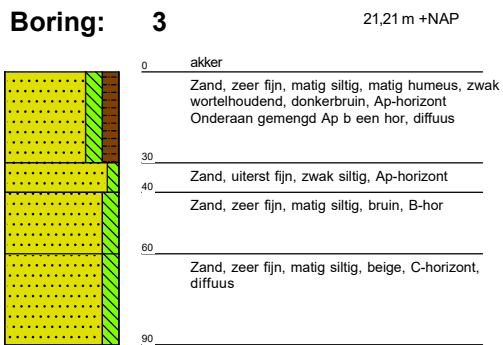 Boring: 3 21,21 m +NAP
0 akker
Zand, zeer fijn, matig siltig, matig humeus, zwak
wortelhoudend, donkerbruin, Ap-horizont
Onderaan gemengd Ap b een hor, diffuus
30
Zand, uiterst fijn, zwak siltig, Ap-horizont
40
Zand, zeer fijn, matig siltig, bruin, B-hor
60
Zand, zeer fijn, matig siltig, beige, C-horizont,
diffuus
90